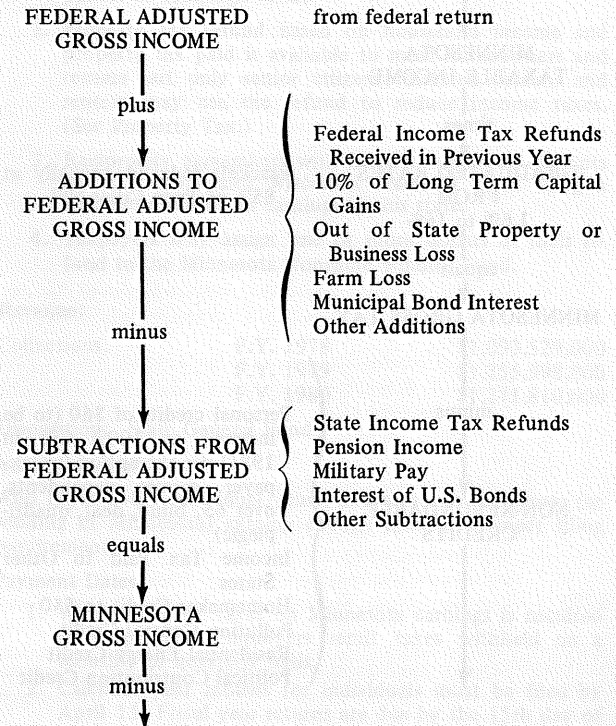 FEDERAL ADJUSTED
GROSS INCOME
from federal return
plus
ADDITIONS TO
FEDERAL ADJUSTED
GROSS INCOME
Federal Income Tax Refunds
Received in Previous Year
10% of Long Term Capital
Gains
Out of State Property or
Business Loss
Farm Loss
Municipal Bond Interest
Other Additions
minus
SUBTRACTIONS FROM
FEDERAL ADJUSTED
GROSS INCOME
State Income Tax Refunds
Pension Income
Military Pay
Interest of U.S. Bonds
Other Subtractions
equals
MINNESOTA
GROSS INCOME
minus